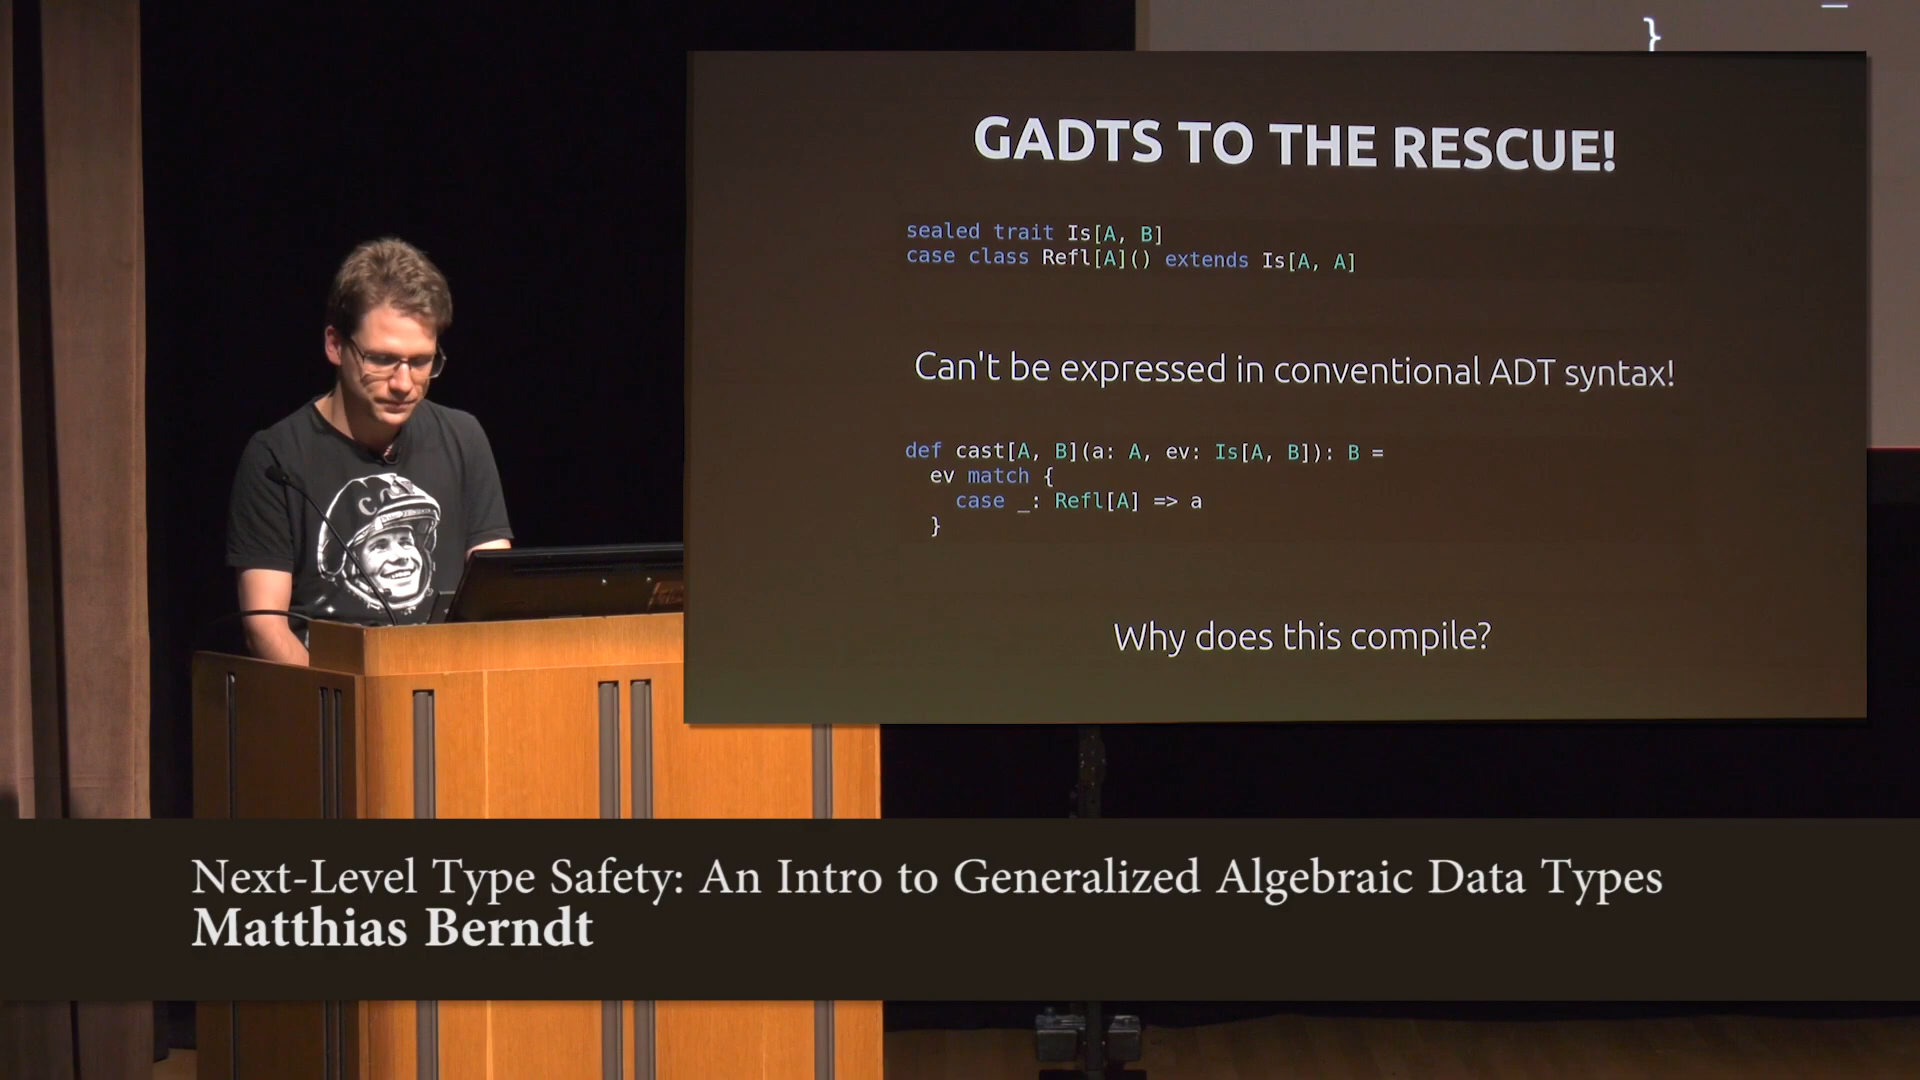 }
GADTS TO THE RESCUE!
sealed trait Is[A, B]
case class Refl[A]() extends Is[A, A]
Can't be expressed in conventional ADT syntax!
def cast[A, B](a: A, ev: Is[A, B]): B =
ev match {
case _: Refl[A] => a
}
Why does this compile?
Next-Level Type Safety: An Intro to Generalized Algebraic Data Types
Matthias Berndt